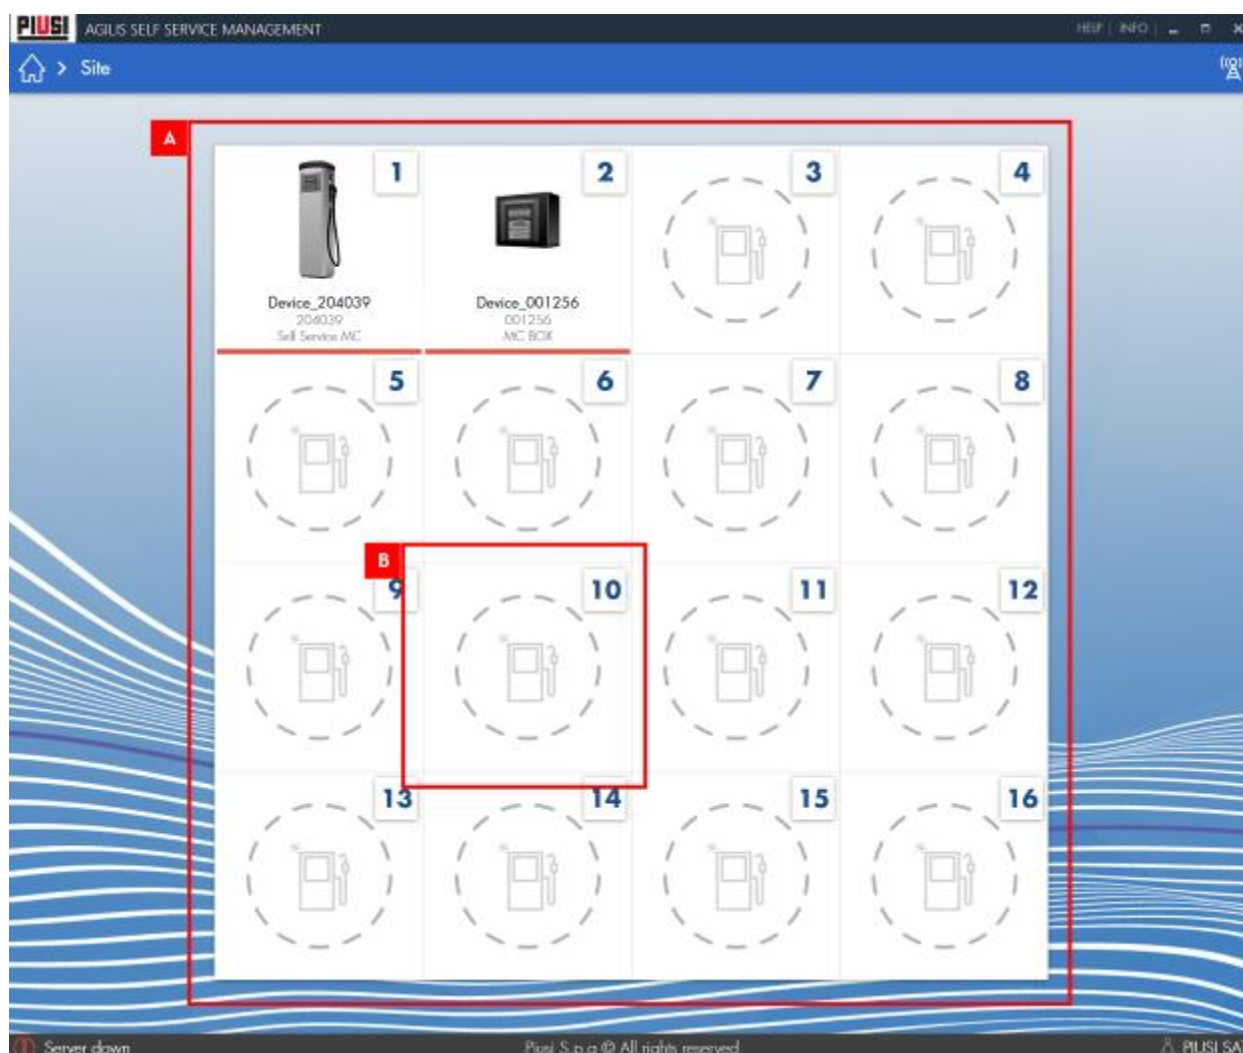 PIUSI AGILIS SELF SERVICE MANAGEMENT HELP | INFO |
> Site
A
1
2
3
4
Device_204039
204039
Self Service MC
Device_001256
001256
MC BOX
5
6
7
8
B
9
10
11
12
13
14
15
16
Server down Piusi S.p.a © All rights reserved PIUSI SAT